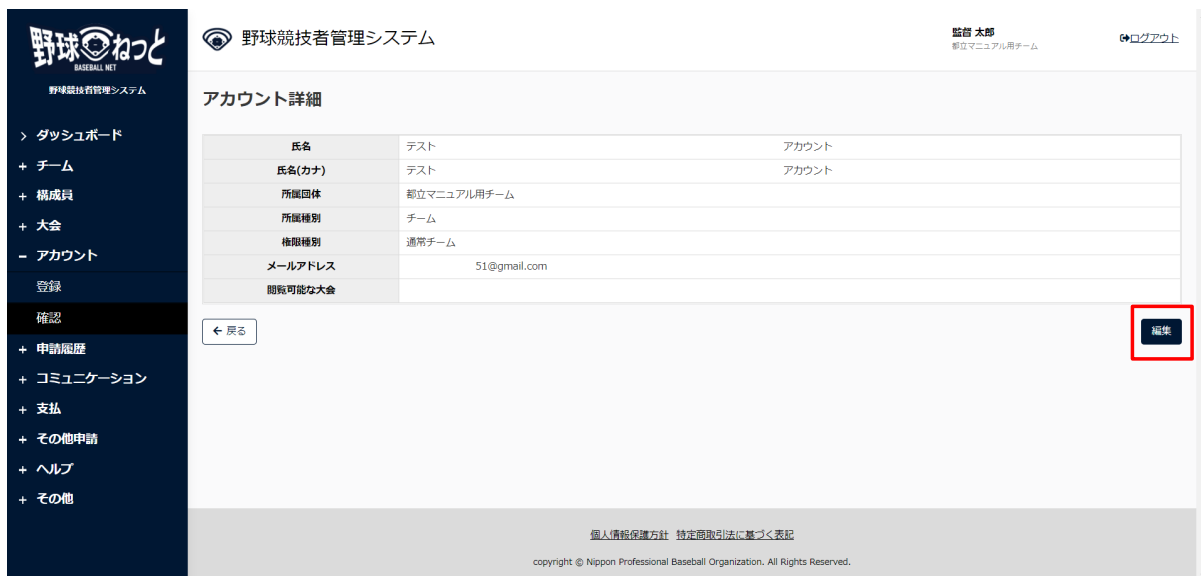 野球ねっと
BASEBALL NET
野球競技者管理システム
野球競技者管理システム
監督 太郎
都立マニュアル用チーム
ログアウト
> ダッシュボード
+ チーム
+ 構成員
+ 大会
− アカウント
登録
確認
+ 申請履歴
+ コミュニケーション
+ 支払
+ その他申請
+ ヘルプ
+ その他
アカウント詳細
氏名 テスト アカウント
氏名(カナ) テスト アカウント
所属団体 都立マニュアル用チーム
所属種別 チーム
権限種別 通常チーム
メールアドレス 51@gmail.com
閲覧可能な大会
← 戻る
編集
個人情報保護方針 特定商取引法に基づく表記
copyright © Nippon Professional Baseball Organization. All Rights Reserved.